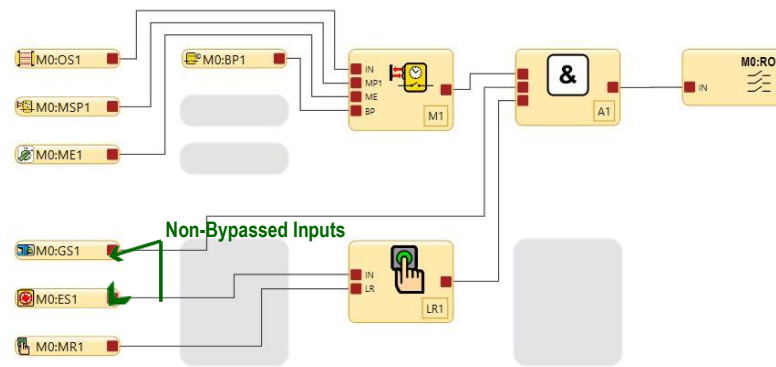 M0:OS1
M0:BP1
M0:MSP1
M0:ME1
IN
MP1
ME
BP
M1
&
A1
M0:RO
IN
Non-Bypassed Inputs
M0:GS1
M0:ES1
M0:MR1
IN
LR
LR1